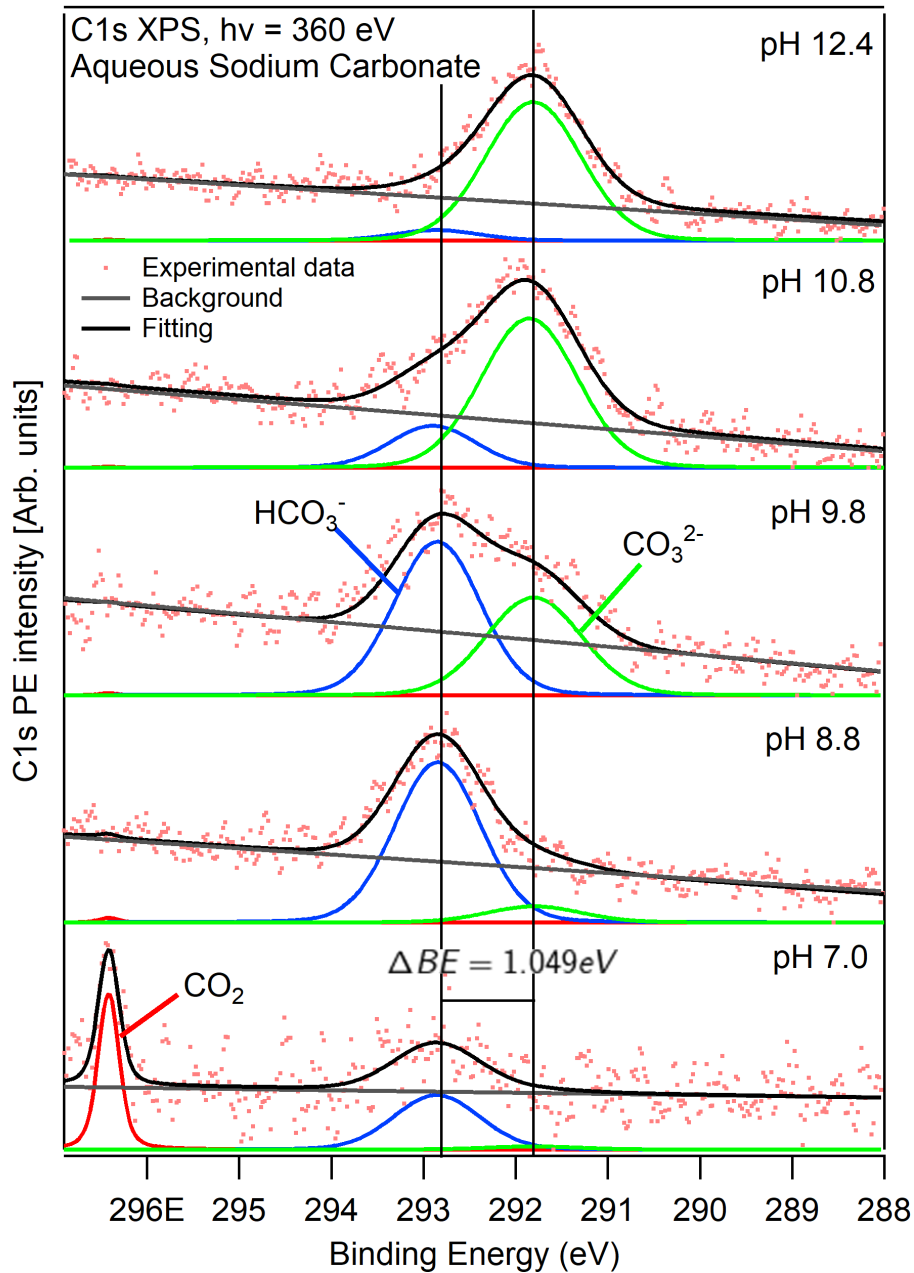 C1s XPS, hν = 360 eV
Aqueous Sodium Carbonate
pH 12.4
Experimental data
Background
Fitting
pH 10.8
HCO3-
CO32-
pH 9.8
pH 8.8
ΔBE = 1.049eV
pH 7.0
CO2
C1s PE intensity [Arb. units]
296E 295 294 293 292 291 290 289 288
Binding Energy (eV)